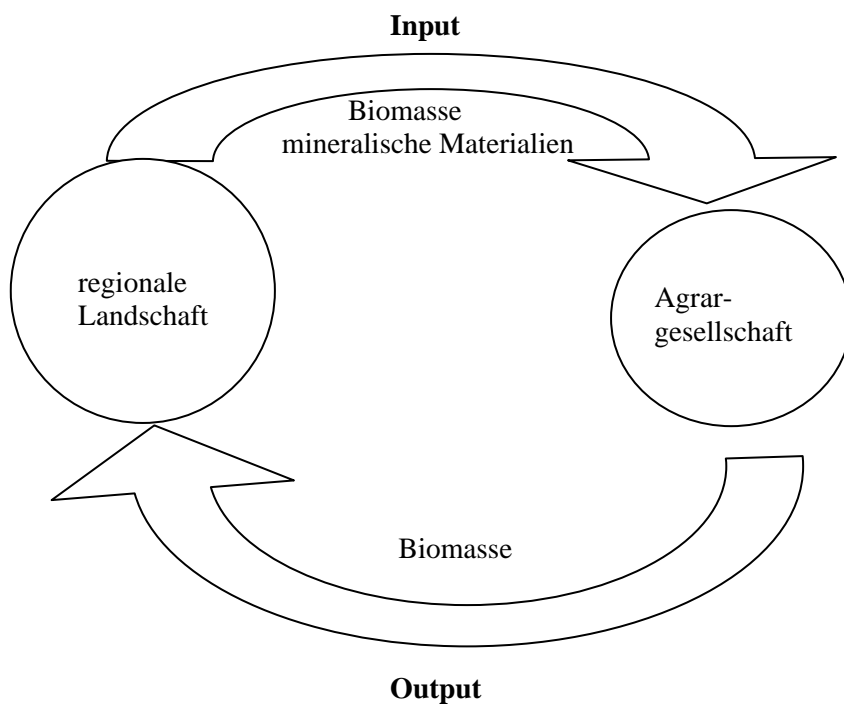 Input
Biomasse
mineralische Materialien
regionale
Landschaft
Agrar-
gesellschaft
Biomasse
Output